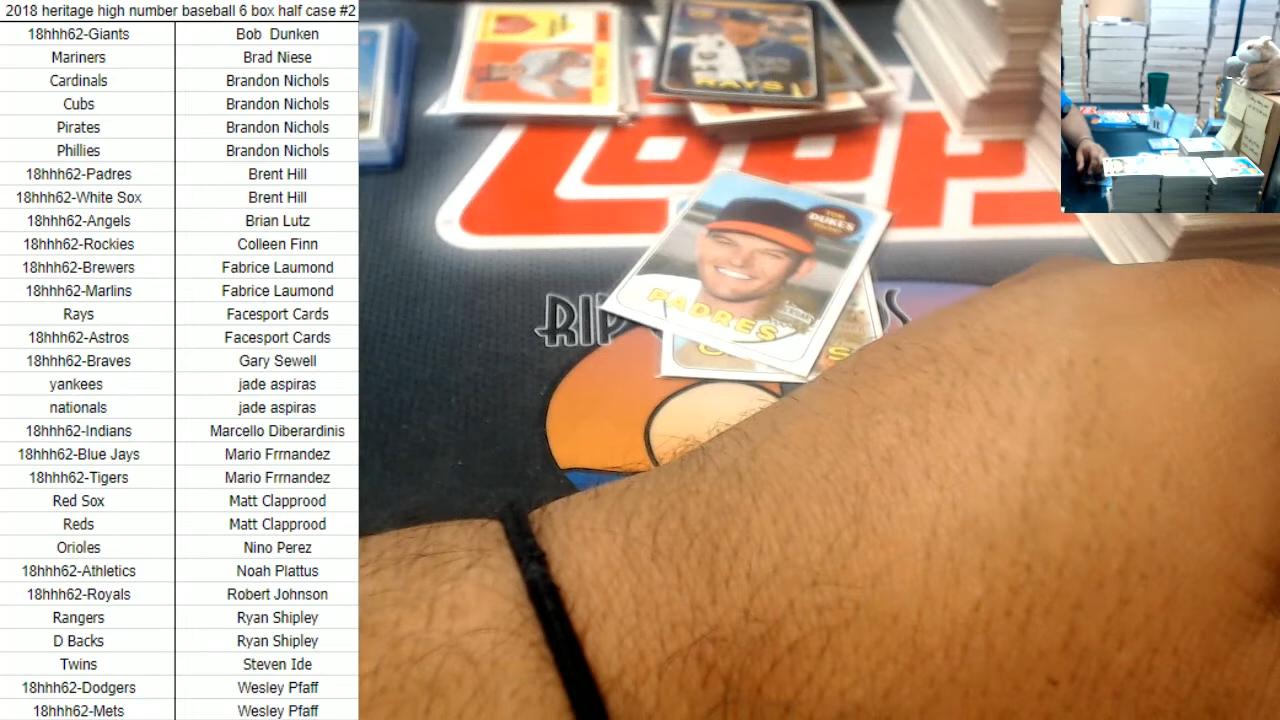 2018 heritage high number baseball 6 box half case #2
18hhh62-Giants Bob Dunken
Mariners Brad Niese
Cardinals Brandon Nichols
Cubs Brandon Nichols
Pirates Brandon Nichols
Phillies Brandon Nichols
18hhh62-Padres Brent Hill
18hhh62-White Sox Brent Hill
18hhh62-Angels Brian Lutz
18hhh62-Rockies Colleen Finn
18hhh62-Brewers Fabrice Laumond
18hhh62-Marlins Fabrice Laumond
Rays Facesport Cards
18hhh62-Astros Facesport Cards
18hhh62-Braves Gary Sewell
yankees jade aspiras
nationals jade aspiras
18hhh62-Indians Marcello Diberardinis
18hhh62-Blue Jays Mario Frrnandez
18hhh62-Tigers Mario Frrnandez
Red Sox Matt Clapprood
Reds Matt Clapprood
Orioles Nino Perez
18hhh62-Athletics Noah Plattus
18hhh62-Royals Robert Johnson
Rangers Ryan Shipley
D Backs Ryan Shipley
Twins Steven Ide
18hhh62-Dodgers Wesley Pfaff
18hhh62-Mets Wesley Pfaff
RAYS
topps
DUKES
PADRES
RIP